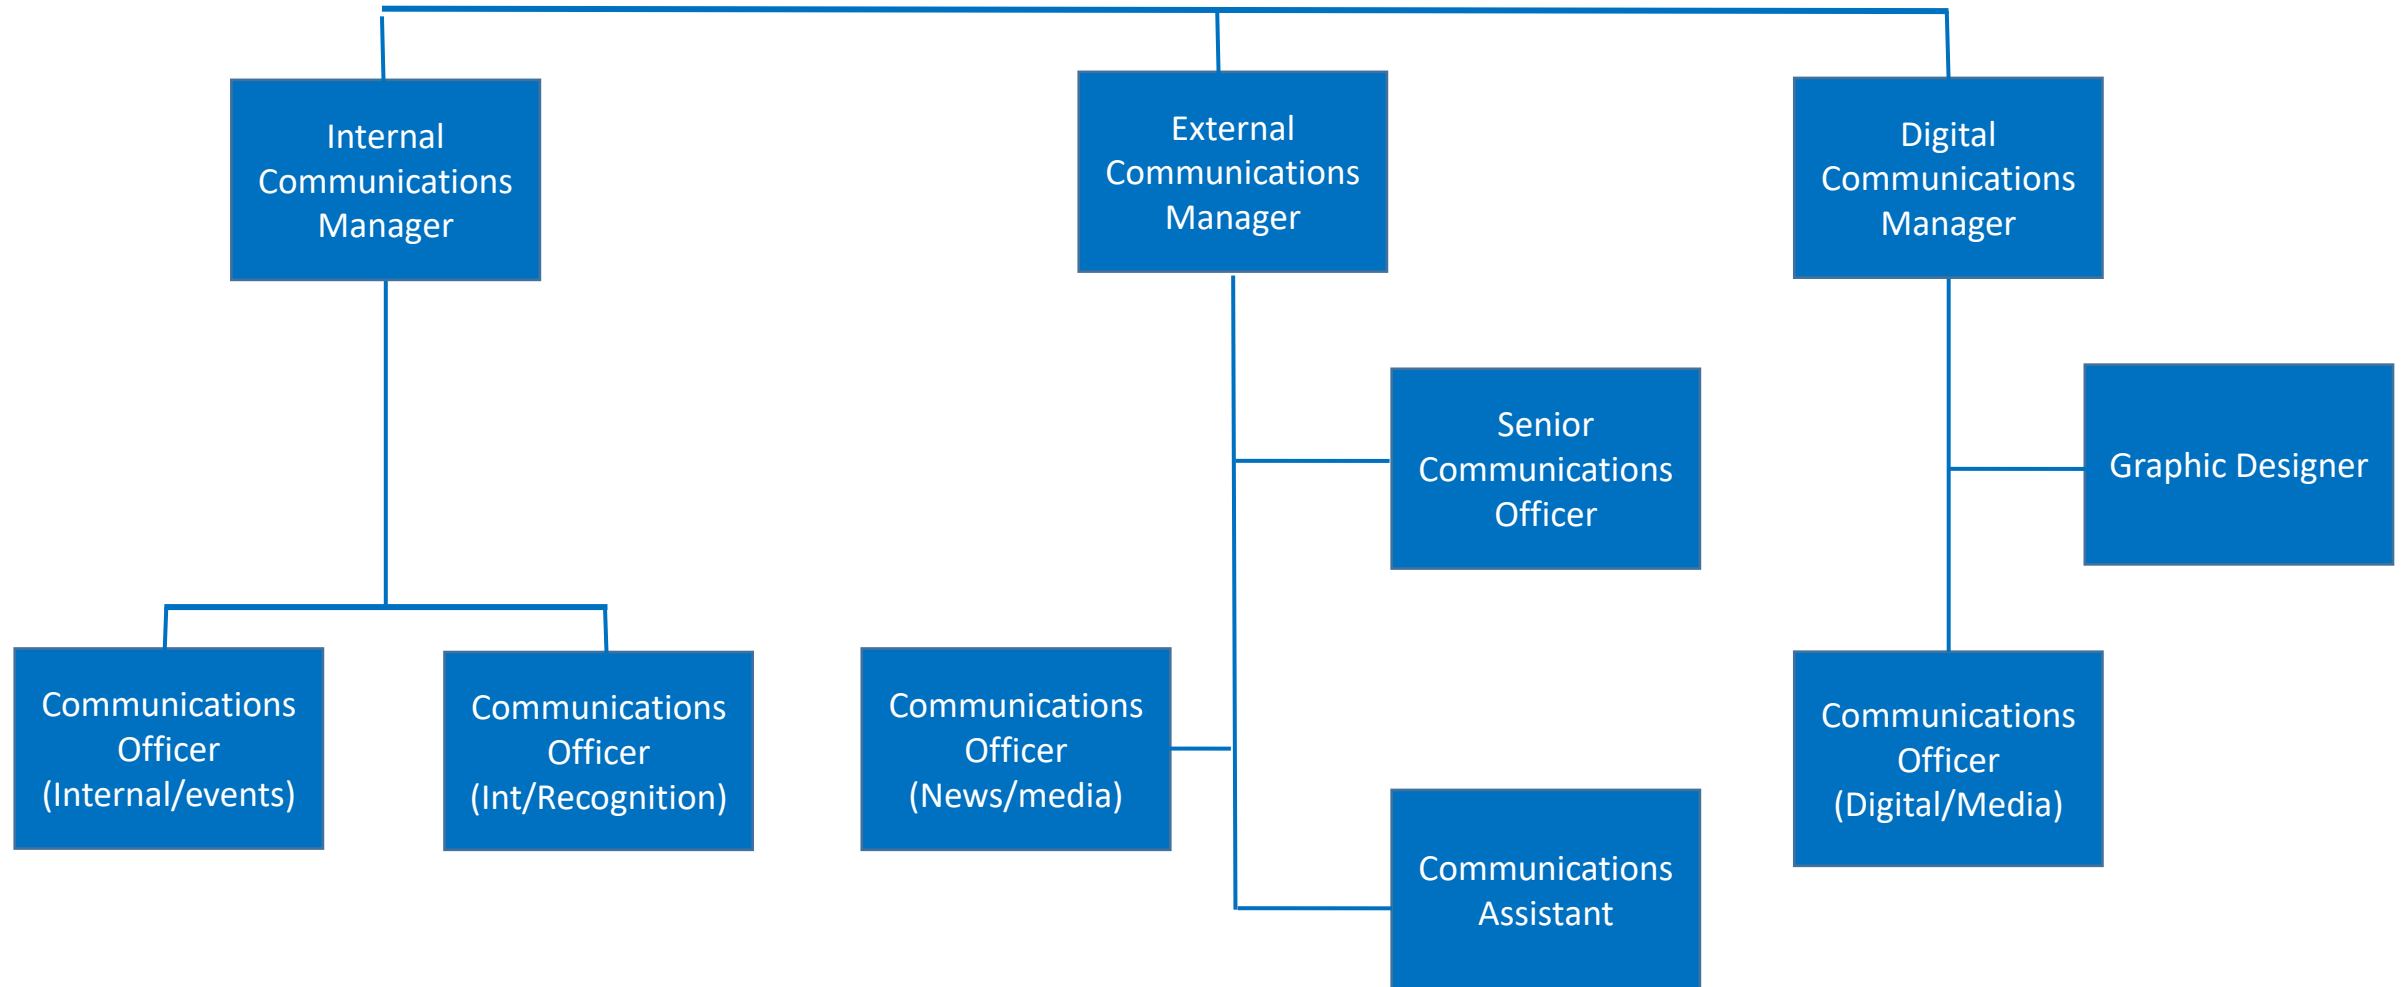 Internal
Communications
Manager
External
Communications
Manager
Digital
Communications
Manager
Senior
Communications
Officer
Graphic Designer
Communications
Officer
(Internal/events)
Communications
Officer
(Int/Recognition)
Communications
Officer
(News/media)
Communications
Officer
(Digital/Media)
Communications
Assistant